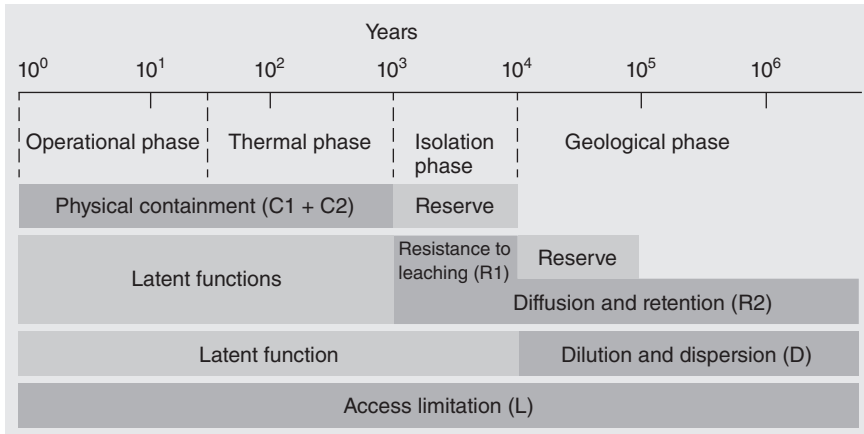 Years
10⁰ 10¹ 10² 10³ 10⁴ 10⁵ 10⁶
Operational phase Thermal phase Isolation Geological phase
phase
Physical containment (C1 + C2) Reserve
Resistance to
leaching (R1)
Reserve
Latent functions
Diffusion and retention (R2)
Latent function Dilution and dispersion (D)
Access limitation (L)